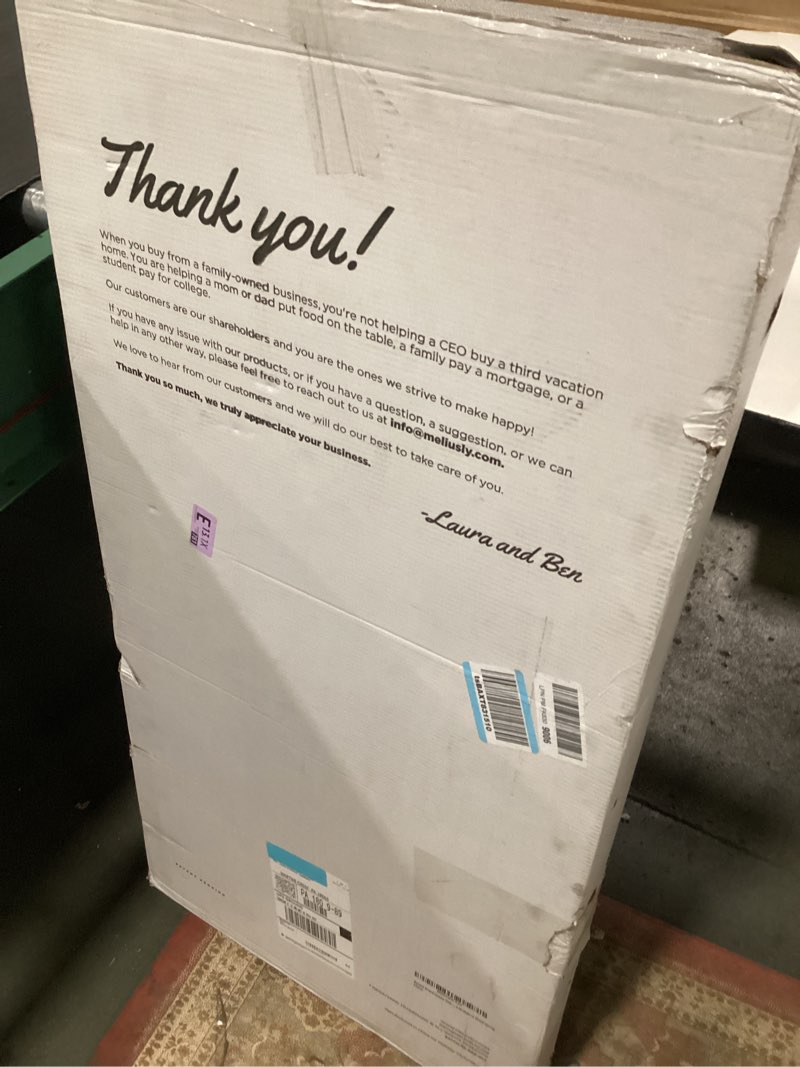 Thank you!
When you buy from a family-owned business, you're not helping a CEO buy a third vacation
home. You are helping a mom or dad put food on the table, a family pay a mortgage, or a
student pay for college.
Our customers are our shareholders and you are the ones we strive to make happy!
If you have any issue with our products, or if you have a question, a suggestion, or we can
help in any other way, please feel free to reach out to us at info@meliusly.com.
We love to hear from our customers and we will do our best to take care of you.
Thank you so much, we truly appreciate your business.
-Laura and Ben
E
9006
PATENT PENDING